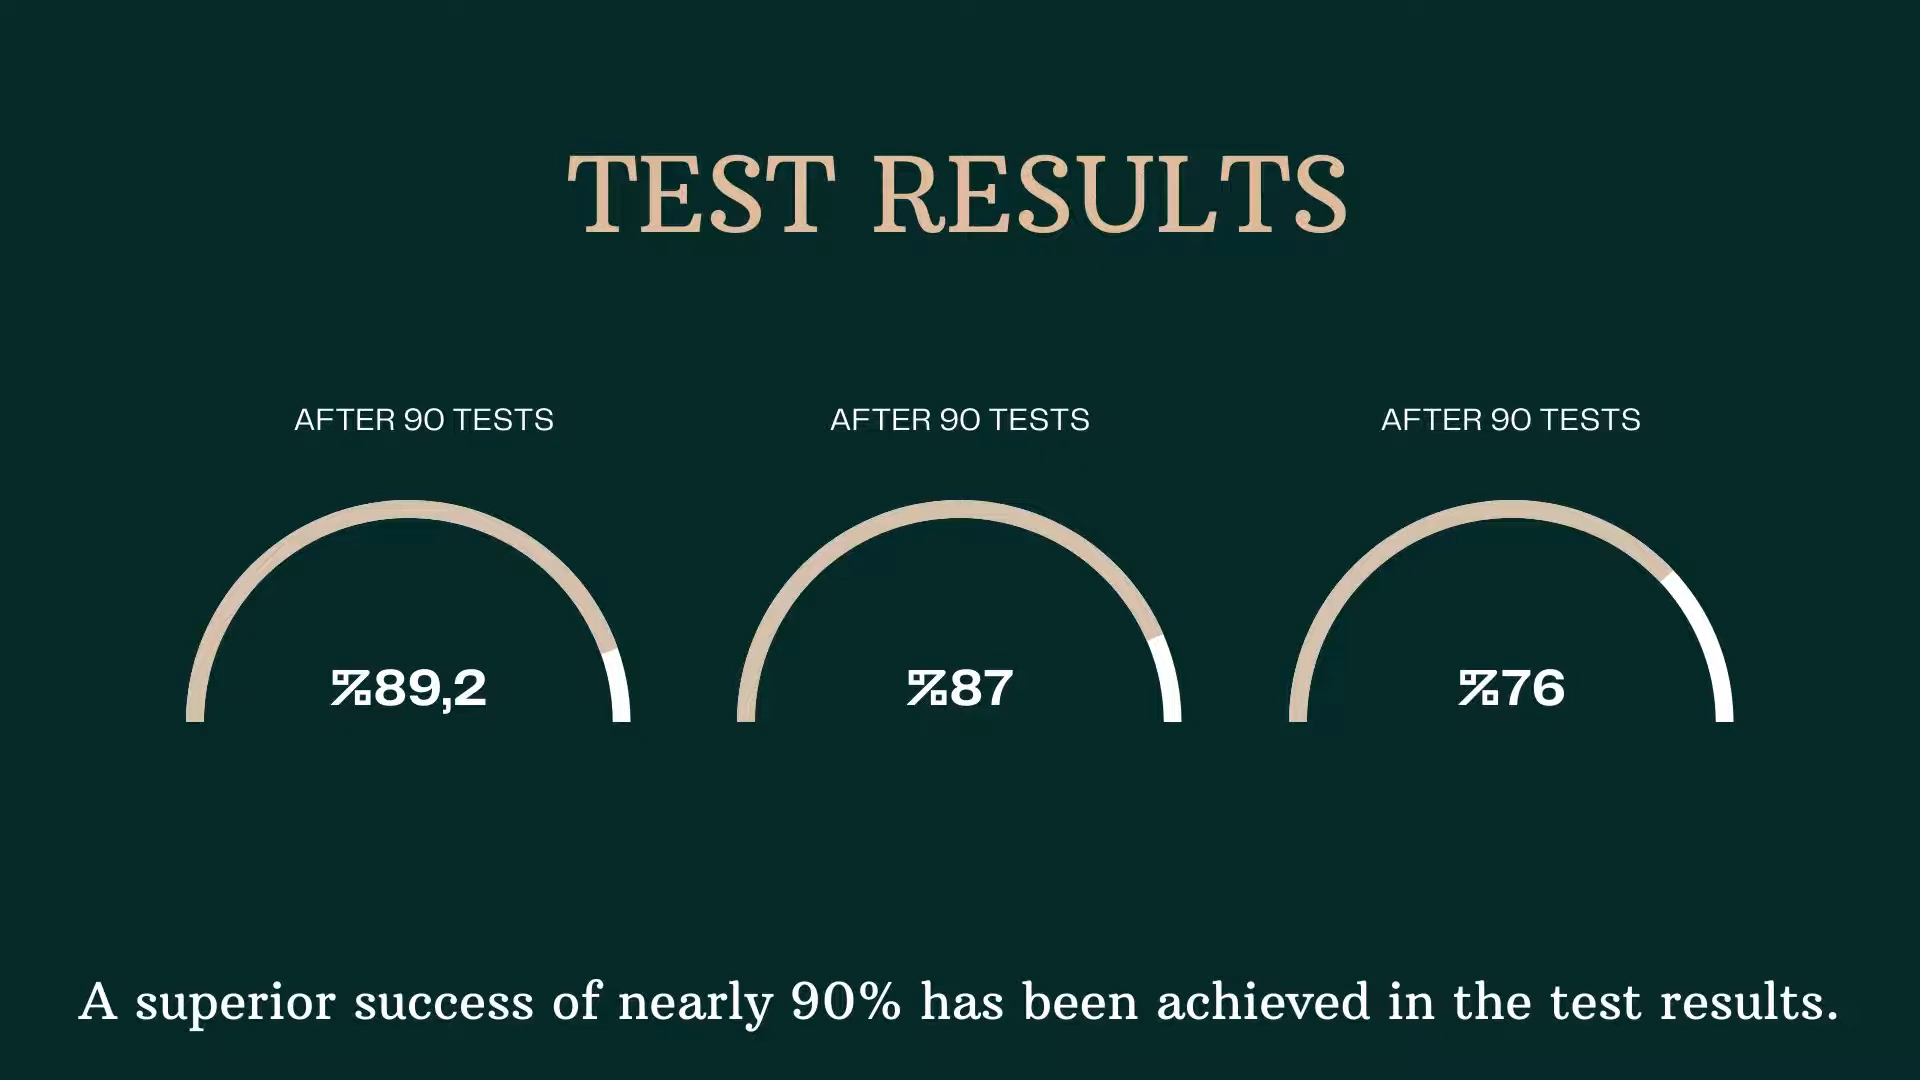 TEST RESULTS
AFTER 90 TESTS
AFTER 90 TESTS
AFTER 90 TESTS
%89,2
%87
%76
A superior success of nearly 90% has been achieved in the test results.